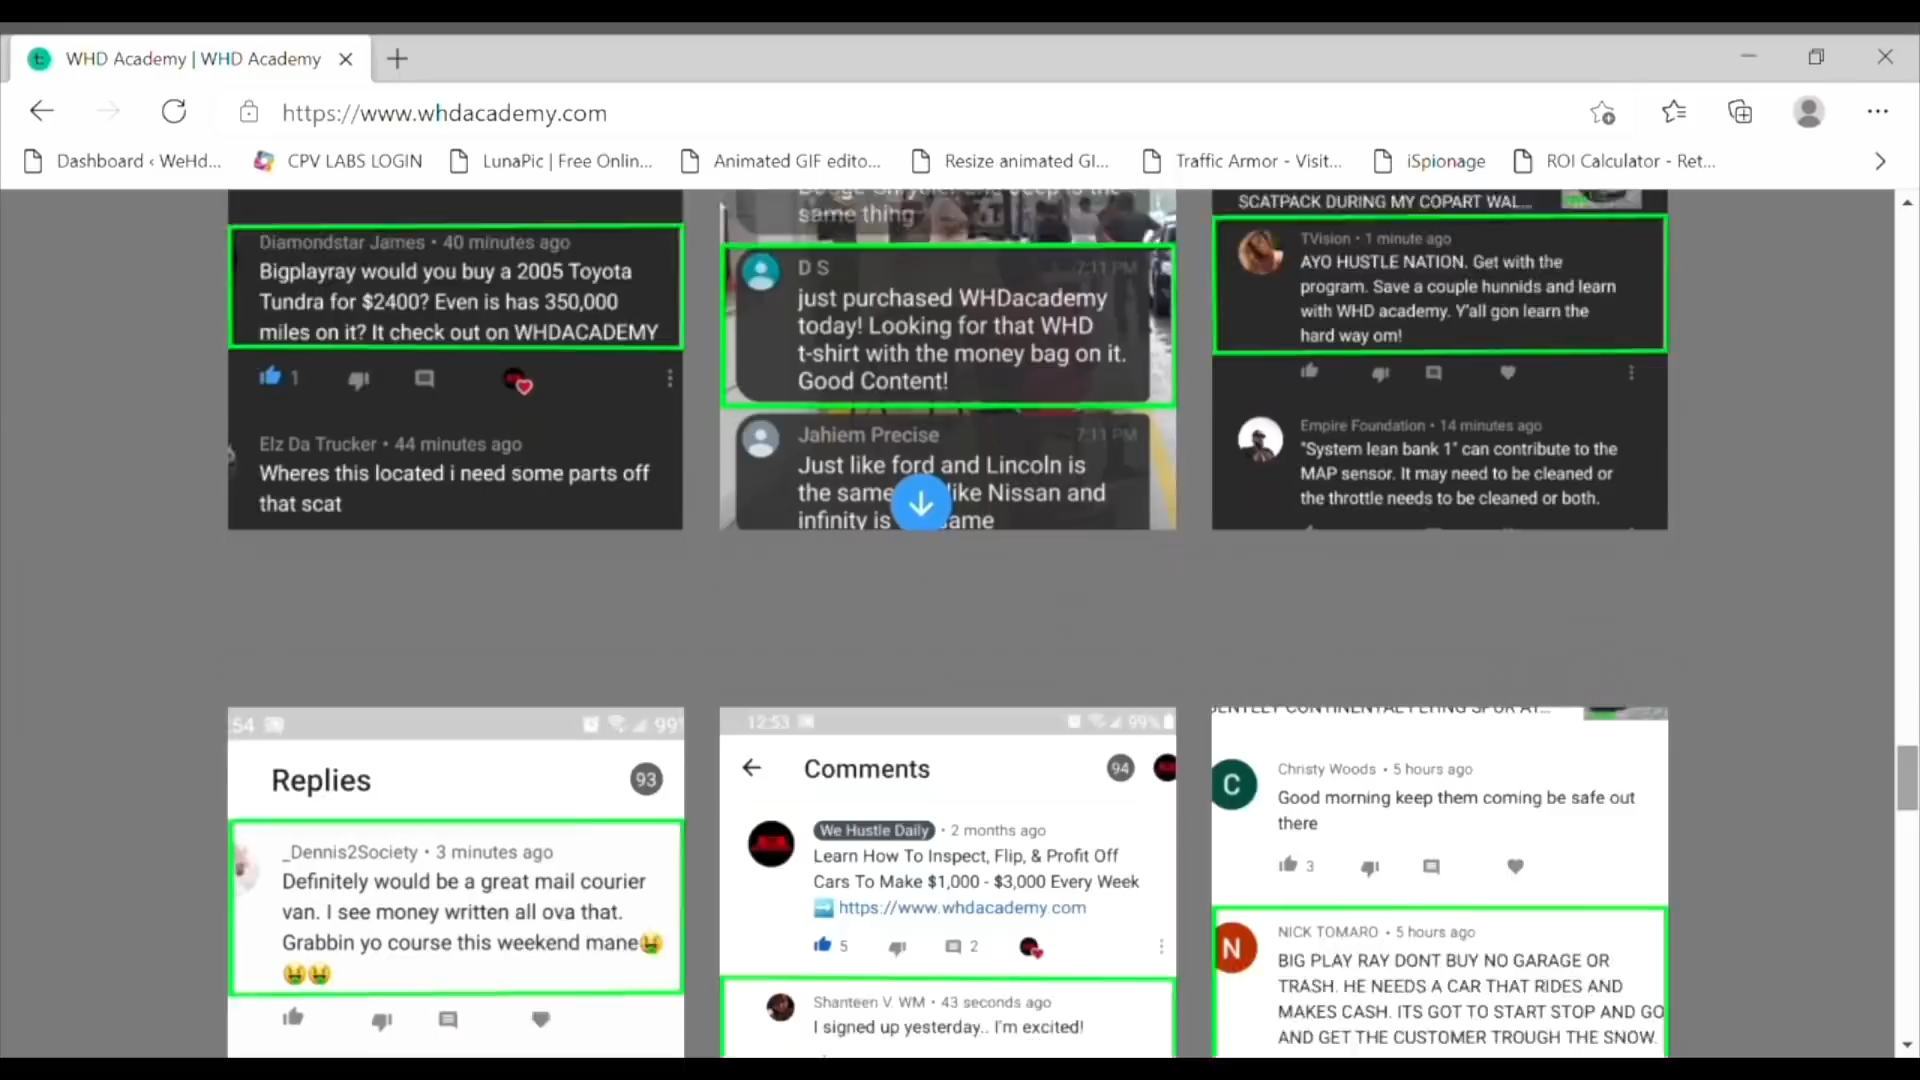 WHD Academy | WHD Academy
https://www.whdacademy.com
Dashboard ‹ WeHd...
CPV LABS LOGIN
LunaPic | Free Onlin...
Animated GIF edito...
Resize animated GI...
Traffic Armor - Visit...
iSpionage
ROI Calculator - Ret...
Diamondstar James • 40 minutes ago
Bigplayray would you buy a 2005 Toyota
Tundra for $2400? Even is has 350,000
miles on it? It check out on WHDACADEMY
1
Elz Da Trucker • 44 minutes ago
Wheres this located i need some parts off
that scat
same thing
D S
7:11 PM
just purchased WHDacademy
today! Looking for that WHD
t-shirt with the money bag on it.
Good Content!
Jahiem Precise
7:11 PM
Just like ford and Lincoln is
the same like Nissan and
infinity is
SCATPACK DURING MY COPART WAL...
TVision • 1 minute ago
AYO HUSTLE NATION. Get with the
program. Save a couple hunnids and learn
with WHD academy. Y'all gon learn the
hard way om!
Empire Foundation • 14 minutes ago
"System lean bank 1" can contribute to the
MAP sensor. It may need to be cleaned or
the throttle needs to be cleaned or both.
54
99
Replies
93
_Dennis2Society • 3 minutes ago
Definitely would be a great mail courier
van. I see money written all ova that.
Grabbin yo course this weekend mane🤑
🤑🤑
12:53
99%
Comments
94
We Hustle Daily • 2 months ago
Learn How To Inspect, Flip, & Profit Off
Cars To Make $1,000 - $3,000 Every Week
➡️ https://www.whdacademy.com
5
2
Shanteen V. WM • 43 seconds ago
I signed up yesterday.. I'm excited!
BENTLEY CONTINENTAL FLYING SPUR AT...
C
Christy Woods • 5 hours ago
Good morning keep them coming be safe out
there
3
N
NICK TOMARO • 5 hours ago
BIG PLAY RAY DONT BUY NO GARAGE OR
TRASH. HE NEEDS A CAR THAT RIDES AND
MAKES CASH. ITS GOT TO START STOP AND GO
AND GET THE CUSTOMER TROUGH THE SNOW.